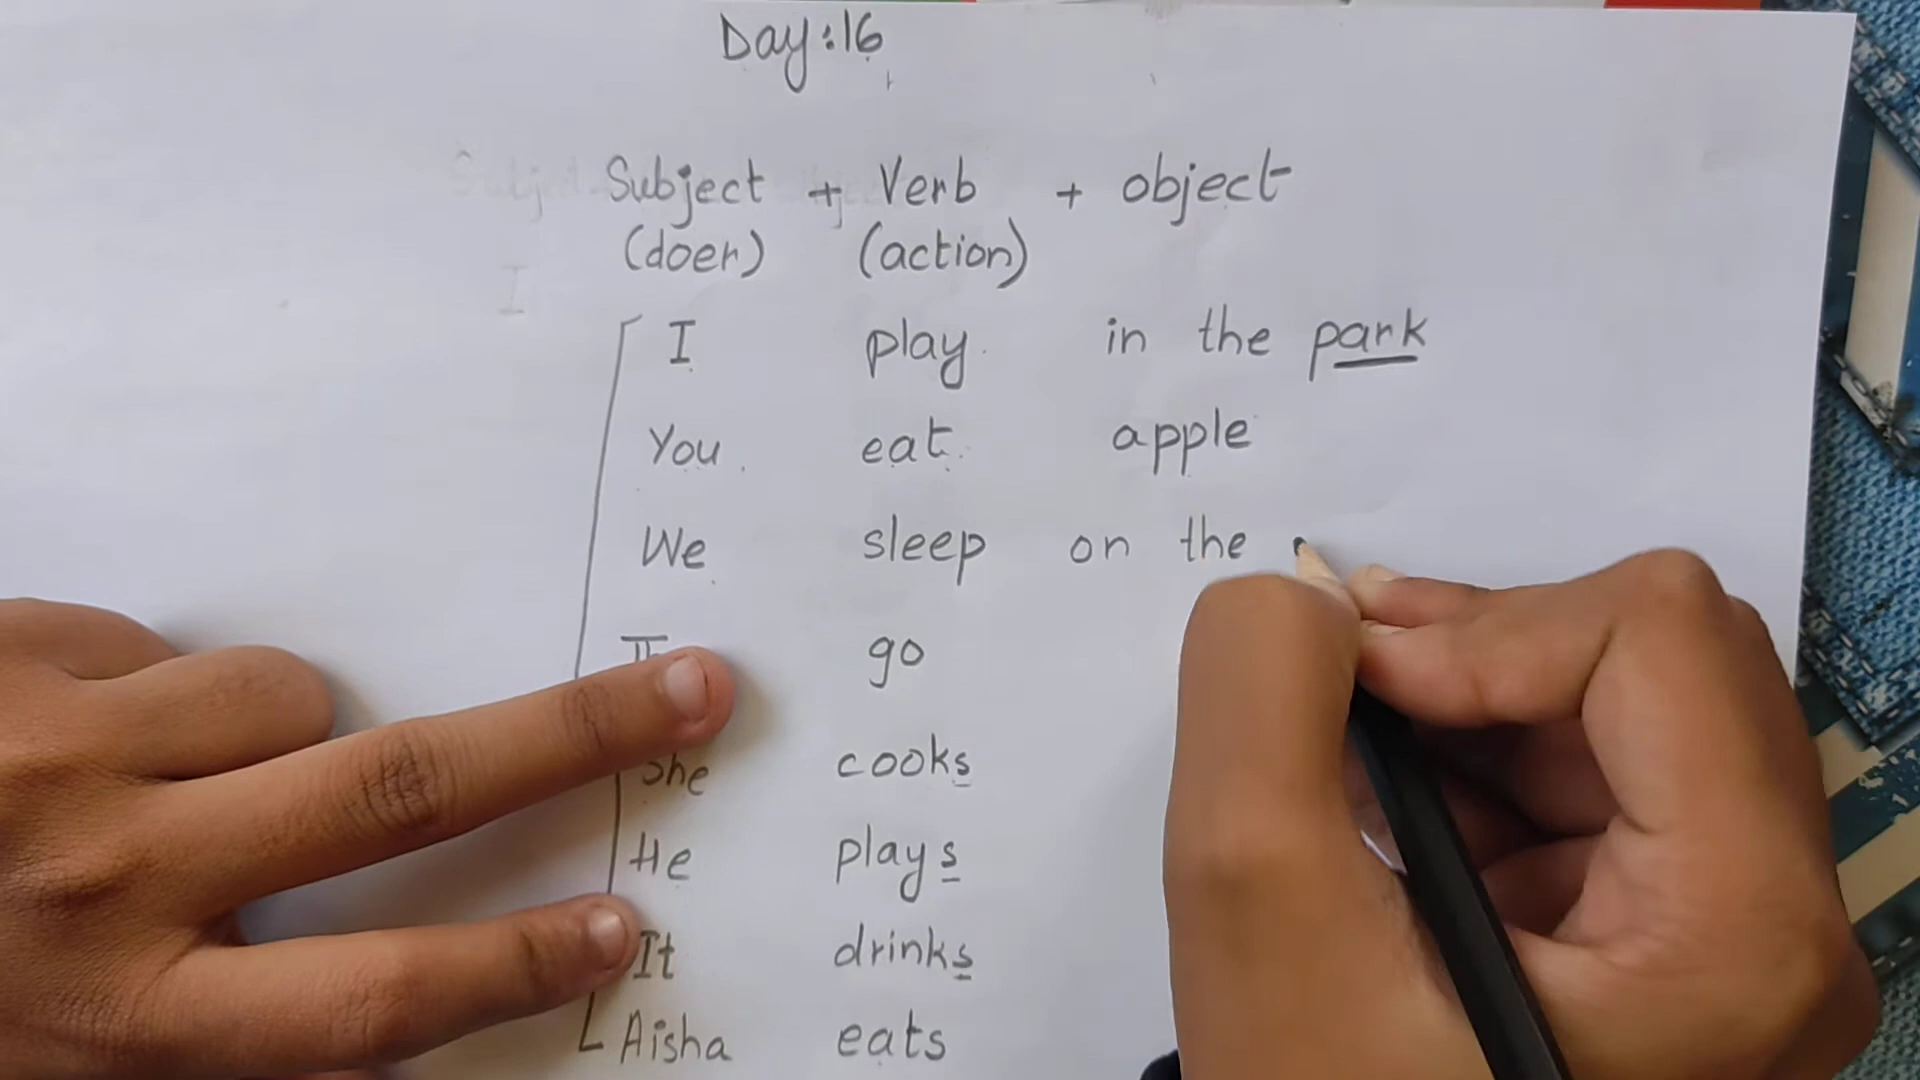 Day:16
Subject + Verb + object
(doer) (action)
I play in the park
You eat apple
We sleep on the
go
She cooks
He plays
It drinks
Aisha eats